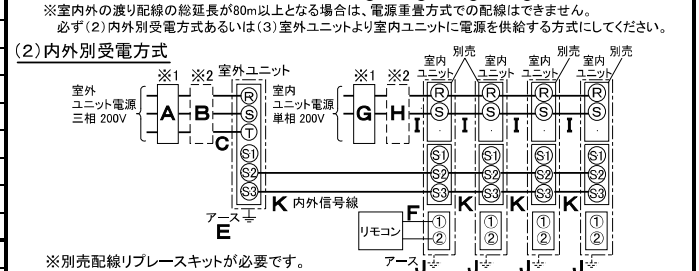 ※室内外の渡り配線の総延長が80m以上となる場合は、電源重畳方式での配線はできません。
必ず(2)内外別受電方式あるいは(3)室外ユニットより室内ユニットに電源を供給する方式にしてください。
(2)内外別受電方式
※1 ※2 室外ユニット ※1 ※2 室内ユニット 別売 室内ユニット 室内ユニット 別売 室内ユニット 別売
室外ユニット電源 三相 200V
A B C
R
S
T
S1
S2
S3
室内ユニット電源 単相 200V
G H
R R R R
S S S S
I I I I
S1 S1 S1 S1
S2 S2 S2 S2
S3 S3 S3 S3
K 内外信号線 K K K
アース
E
リモコン
F
① ① ① ①
② ② ② ②
アース J J J J
※別売配線リプレースキットが必要です。